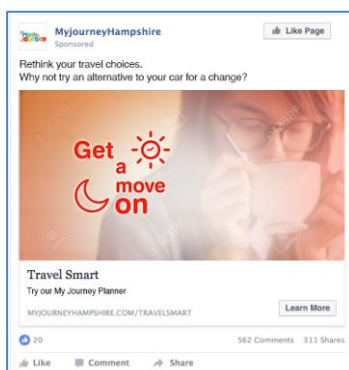 MyjourneyHampshire
Like Page
Sponsored
Rethink your travel choices.
Why not try an alternative to your car for a change?
Get
a
move
on
Travel Smart
Try our My Journey Planner
MYJOURNEYHAMPSHIRE.COM/TRAVELSMART
Learn More
20
562 Comments 311 Shares
Like Comment Share